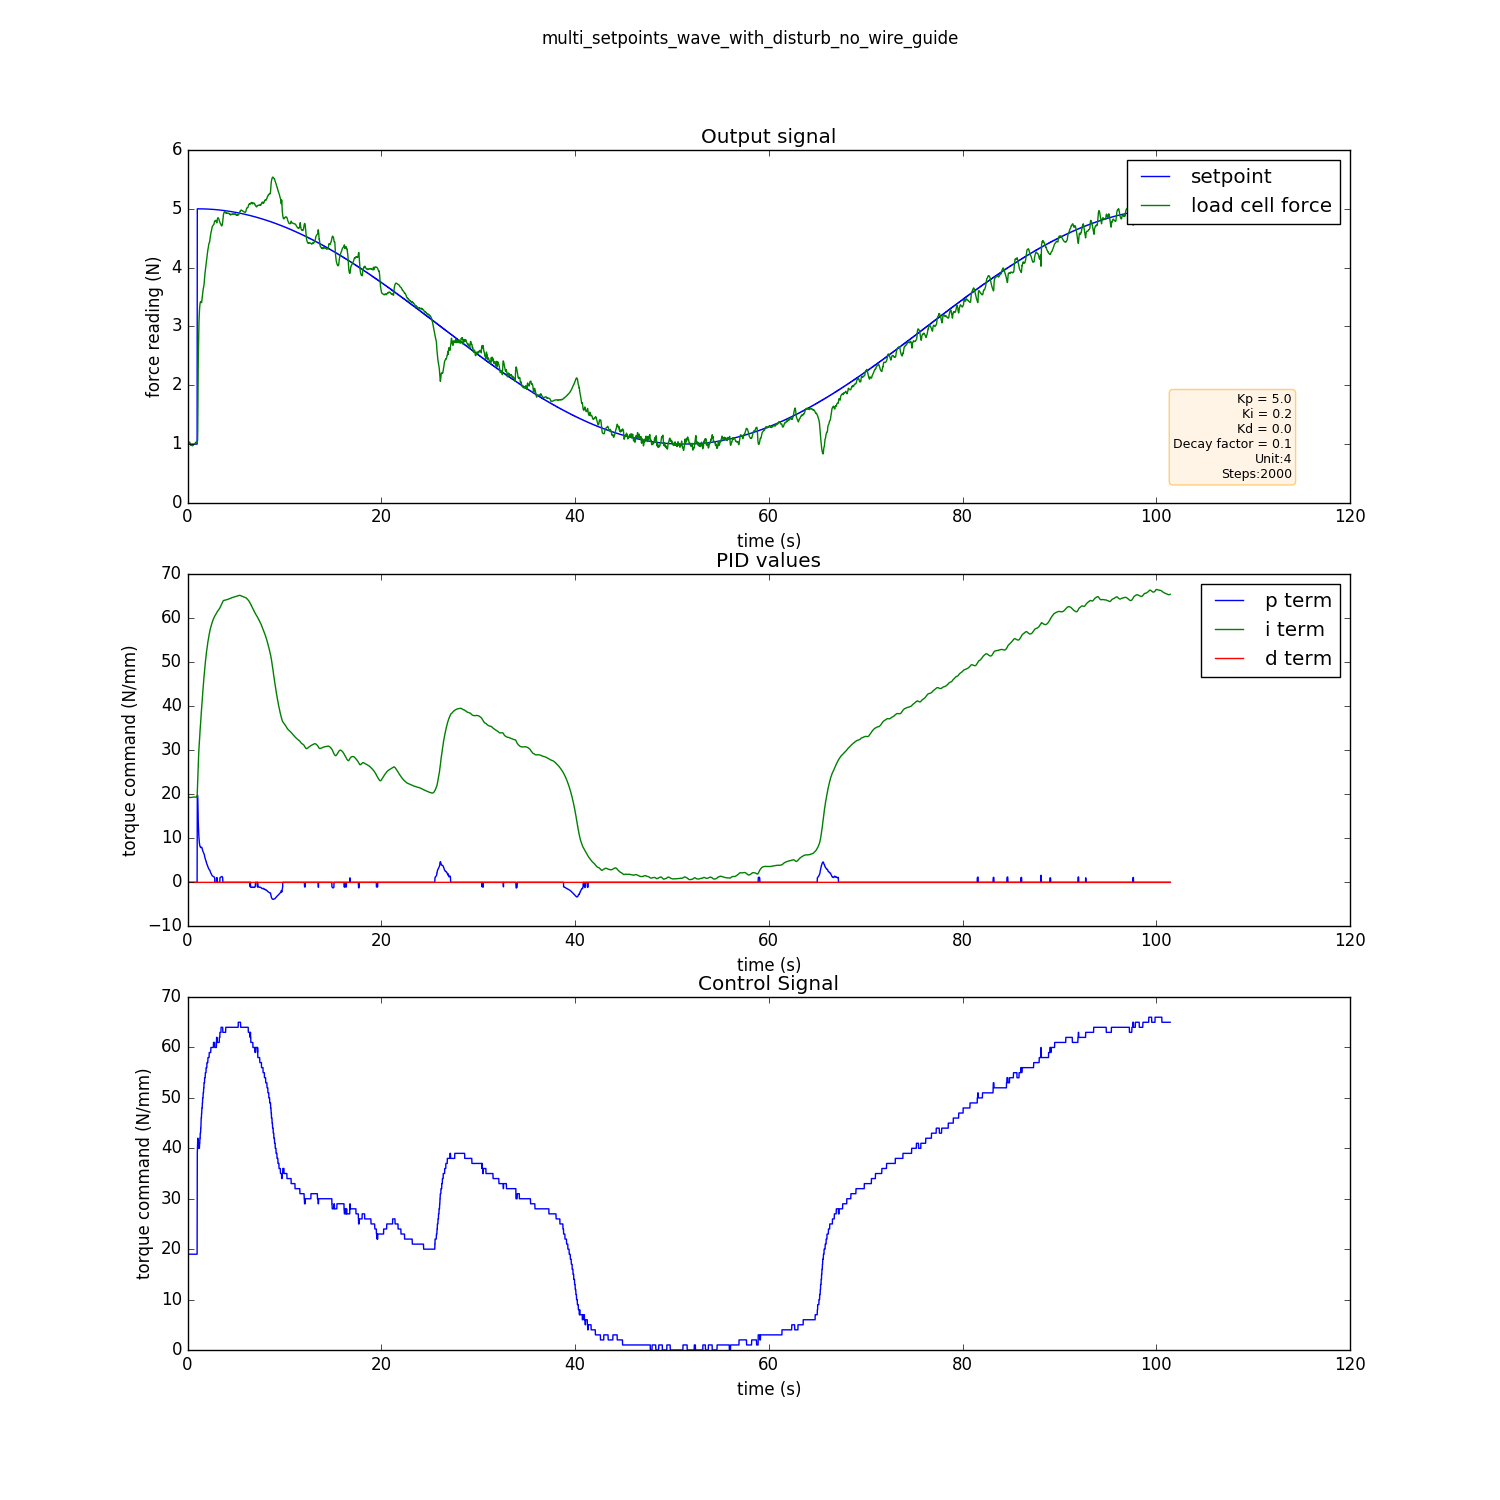 multi_setpoints_wave_with_disturb_no_wire_guide
Output signal
6
5
4
3
2
1
0
force reading (N)
setpoint
load cell force
Kp = 5.0
Ki = 0.2
Kd = 0.0
Decay factor = 0.1
Unit:4
Steps:2000
0 20 40 60 80 100 120
time (s)
PID values
70
60
50
40
30
20
10
0
−10
torque command (N/mm)
p term
i term
d term
0 20 40 60 80 100 120
time (s)
Control Signal
70
60
50
40
30
20
10
0
torque command (N/mm)
0 20 40 60 80 100 120
time (s)